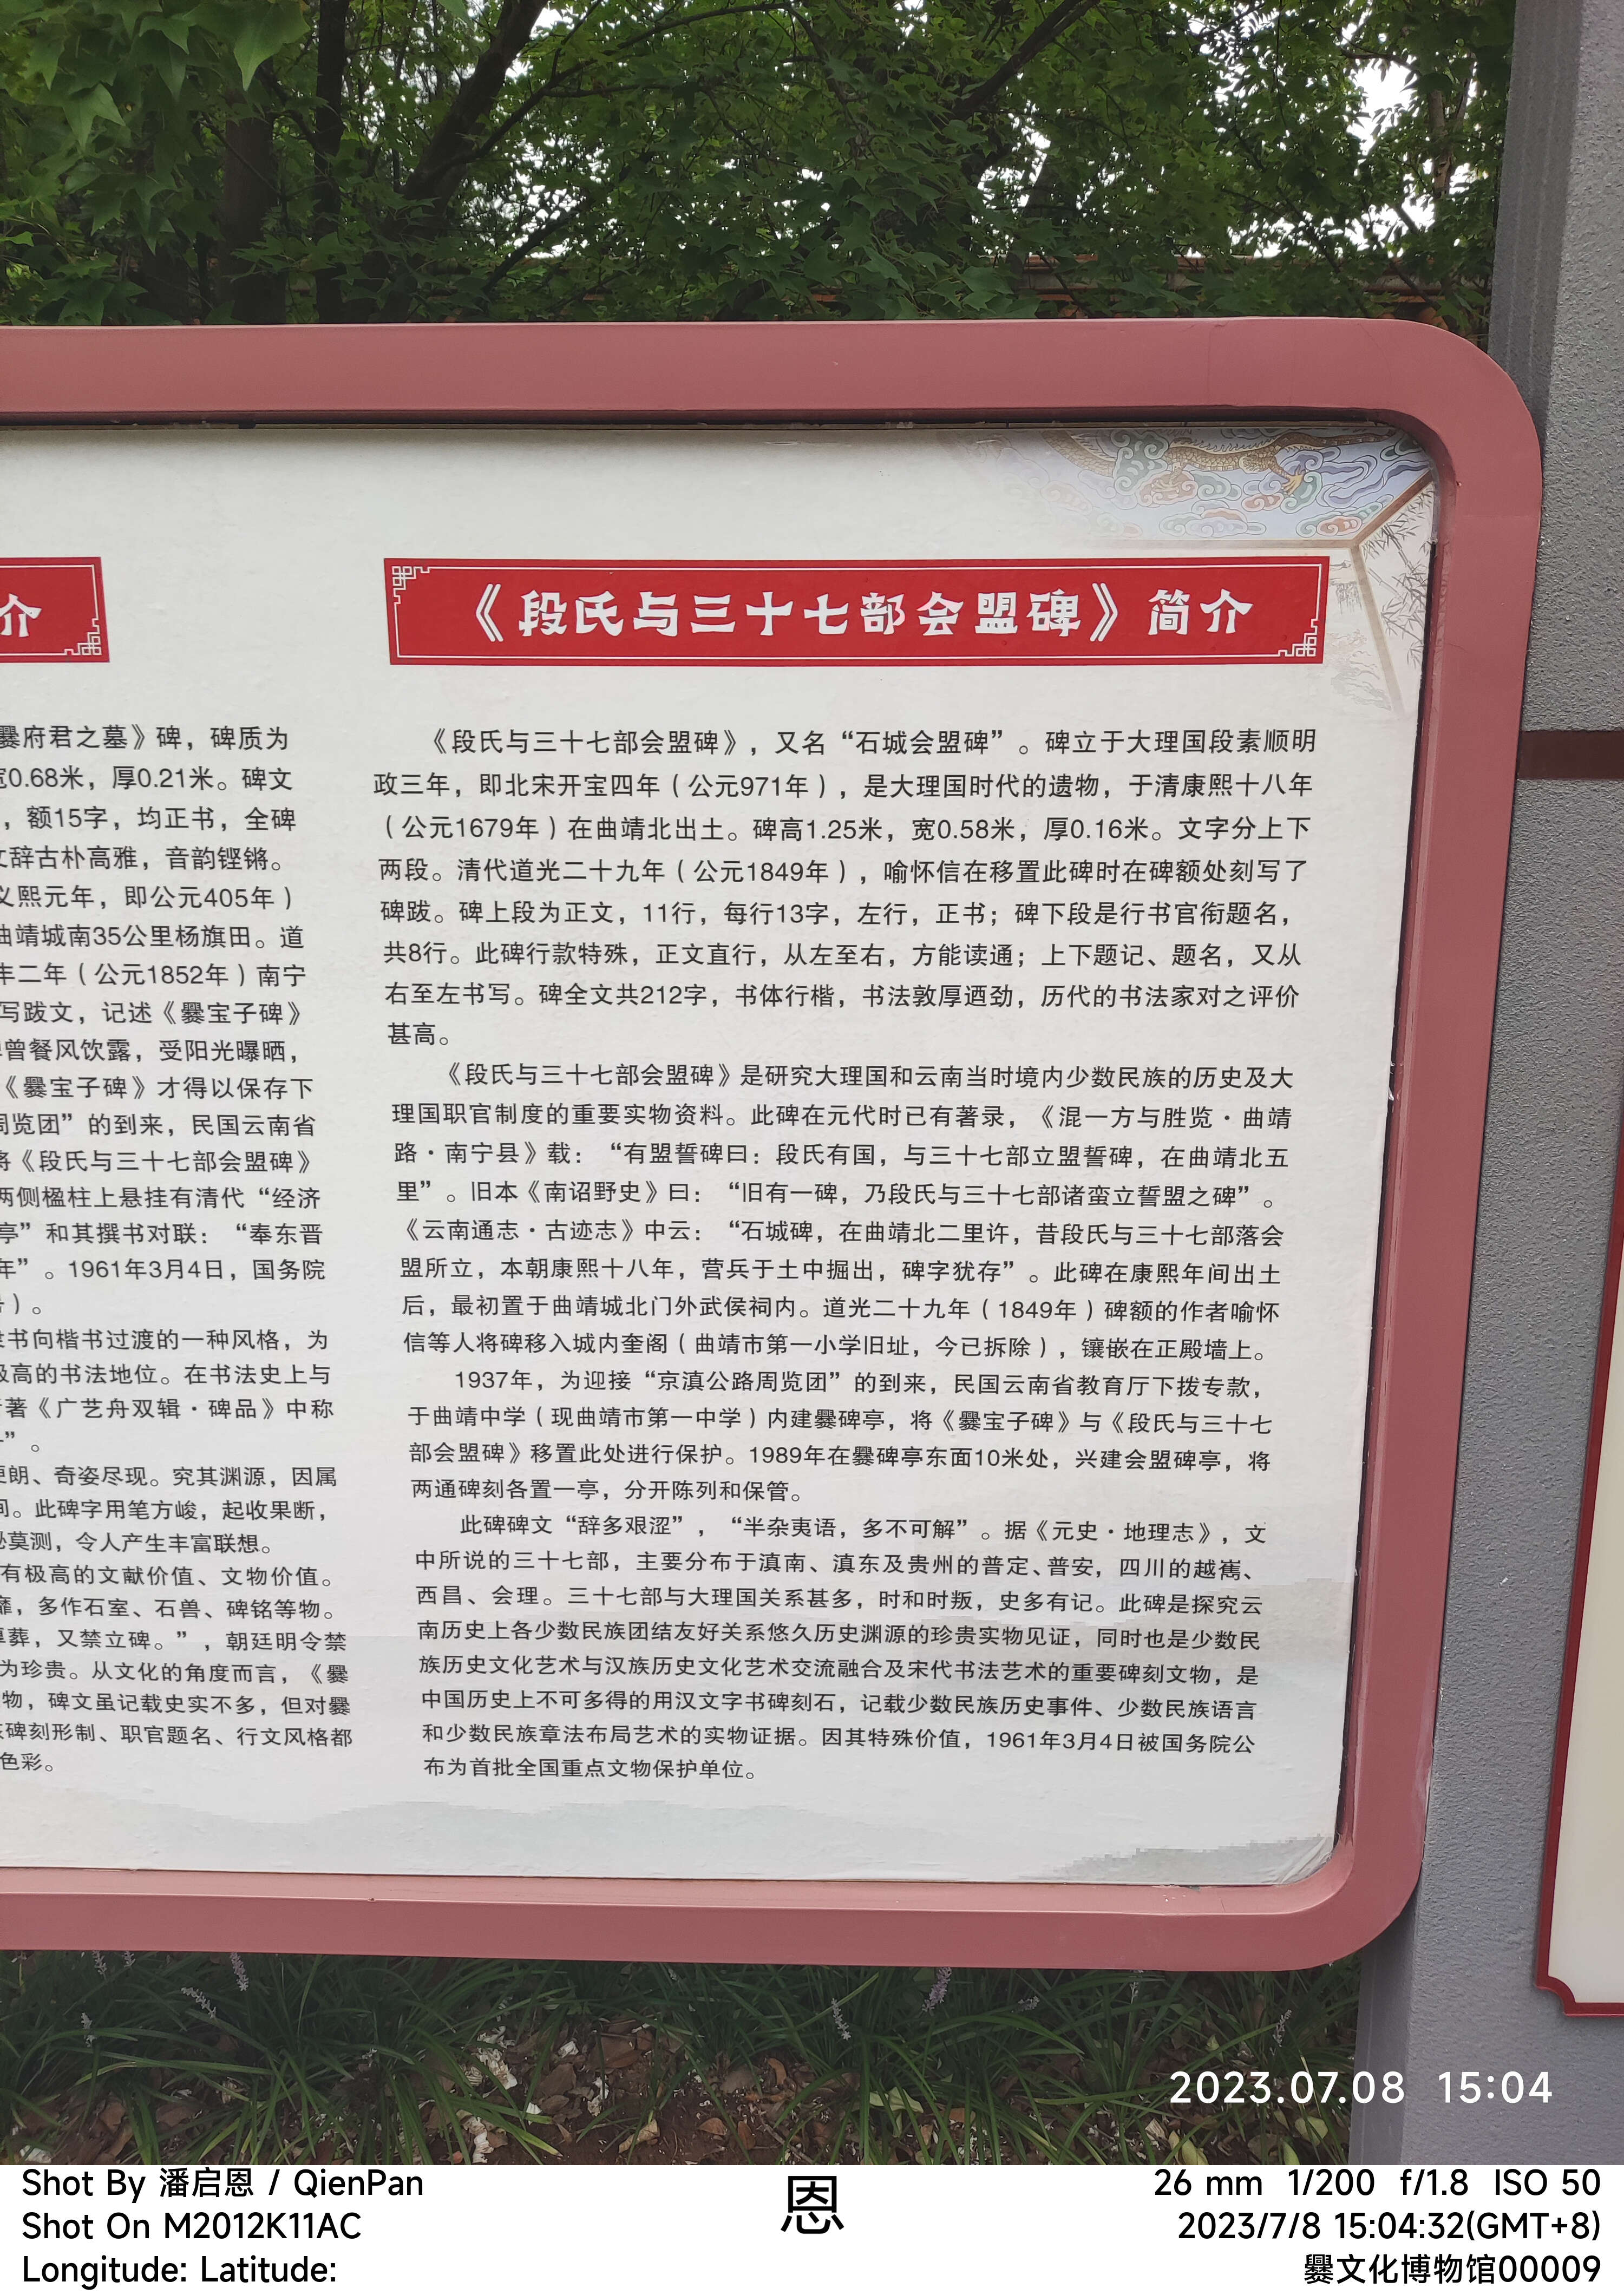 介
爨府君之墓》碑，碑质为
宽0.68米，厚0.21米。碑文
，额15字，均正书，全碑
文辞古朴高雅，音韵铿锵。
义熙元年，即公元405年）
曲靖城南35公里杨旗田。道
丰二年（公元1852年）南宁
写跋文，记述《爨宝子碑》
曾餐风饮露，受阳光曝晒，
《爨宝子碑》才得以保存下
周览团”的到来，民国云南省
将《段氏与三十七部会盟碑》
两侧楹柱上悬挂有清代“经济
亭”和其撰书对联：“奉东晋
年”。1961年3月4日，国务院
）。
隶书向楷书过渡的一种风格，为
极高的书法地位。在书法史上与
著《广艺舟双辑·碑品》中称
”。
朗、奇姿尽现。究其渊源，因属
间。此碑字用笔方峻，起收果断，
莫测，令人产生丰富联想。
有极高的文献价值、文物价值。
靡，多作石室、石兽、碑铭等物。
厚葬，又禁立碑。”，朝廷明令禁
为珍贵。从文化的角度而言，《爨
物，碑文虽记载史实不多，但对爨
碑刻形制、职官题名、行文风格都
色彩。
《段氏与三十七部会盟碑》简介
《段氏与三十七部会盟碑》，又名“石城会盟碑”。碑立于大理国段素顺明
政三年，即北宋开宝四年（公元971年），是大理国时代的遗物，于清康熙十八年
（公元1679年）在曲靖北出土。碑高1.25米，宽0.58米，厚0.16米。文字分上下
两段。清代道光二十九年（公元1849年），喻怀信在移置此碑时在碑额处刻写了
碑跋。碑上段为正文，11行，每行13字，左行，正书；碑下段是行书官衔题名，
共8行。此碑行款特殊，正文直行，从左至右，方能读通；上下题记、题名，又从
右至左书写。碑全文共212字，书体行楷，书法敦厚遒劲，历代的书法家对之评价
甚高。
《段氏与三十七部会盟碑》是研究大理国和云南当时境内少数民族的历史及大
理国职官制度的重要实物资料。此碑在元代时已有著录，《混一方与胜览·曲靖
路·南宁县》载：“有盟誓碑曰：段氏有国，与三十七部立盟誓碑，在曲靖北五
里”。旧本《南诏野史》曰：“旧有一碑，乃段氏与三十七部诸蛮立誓盟之碑”。
《云南通志·古迹志》中云：“石城碑，在曲靖北二里许，昔段氏与三十七部落会
盟所立，本朝康熙十八年，营兵于土中掘出，碑字犹存”。此碑在康熙年间出土
后，最初置于曲靖城北门外武侯祠内。道光二十九年（1849年）碑额的作者喻怀
信等人将碑移入城内奎阁（曲靖市第一小学旧址，今已拆除），镶嵌在正殿墙上。
1937年，为迎接“京滇公路周览团”的到来，民国云南省教育厅下拨专款，
于曲靖中学（现曲靖市第一中学）内建爨碑亭，将《爨宝子碑》与《段氏与三十七
部会盟碑》移置此处进行保护。1989年在爨碑亭东面10米处，兴建会盟碑亭，将
两通碑刻各置一亭，分开陈列和保管。
此碑碑文“辞多艰涩”，“半杂夷语，多不可解”。据《元史·地理志》，文
中所说的三十七部，主要分布于滇南、滇东及贵州的普定、普安，四川的越嶲、
西昌、会理。三十七部与大理国关系甚多，时和时叛，史多有记。此碑是探究云
南历史上各少数民族团结友好关系悠久历史渊源的珍贵实物见证，同时也是少数民
族历史文化艺术与汉族历史文化艺术交流融合及宋代书法艺术的重要碑刻文物，是
中国历史上不可多得的用汉文字书碑刻石，记载少数民族历史事件、少数民族语言
和少数民族章法布局艺术的实物证据。因其特殊价值，1961年3月4日被国务院公
布为首批全国重点文物保护单位。
2023.07.08 15:04
Shot By 潘启恩 / QienPan
Shot On M2012K11AC
Longitude: Latitude:
恩
26 mm 1/200 f/1.8 ISO 50
2023/7/8 15:04:32(GMT+8)
爨文化博物馆00009